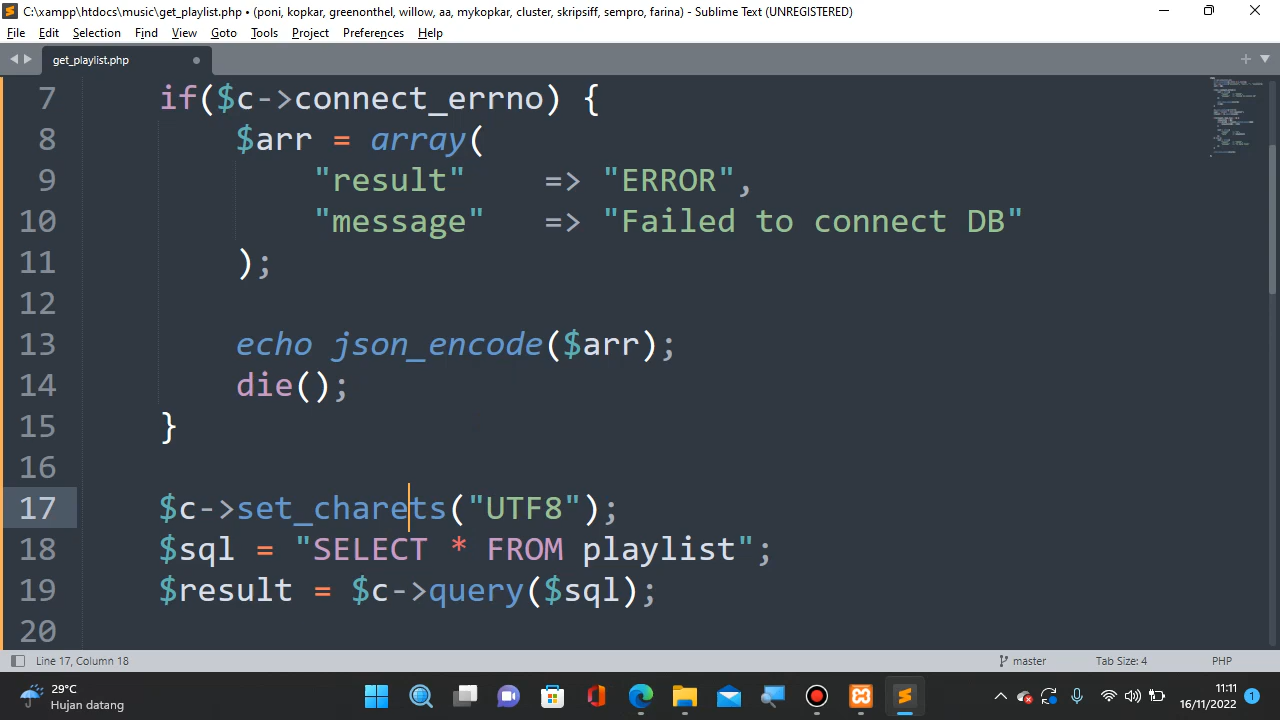 C:\xampp\htdocs\music\get_playlist.php • (poni, kopkar, greeronthel, willow, aa, mykopkar, cluster, skripsiff, sempro, farina) - Sublime Text (UNREGISTERED)
File Edit Selection Find View Goto Tools Project Preferences Help
get_playlist.php
7 if($c->connect_errno) {
8 $arr = array(
9 "result" => "ERROR",
10 "message" => "Failed to connect DB"
11 );
12
13 echo json_encode($arr);
14 die();
15 }
16
17 $c->set_charets("UTF8");
18 $sql = "SELECT * FROM playlist";
19 $result = $c->query($sql);
20
Line 17, Column 18 master Tab Size: 4 PHP
29°C
Hujan datang
11:11
16/11/2022
1